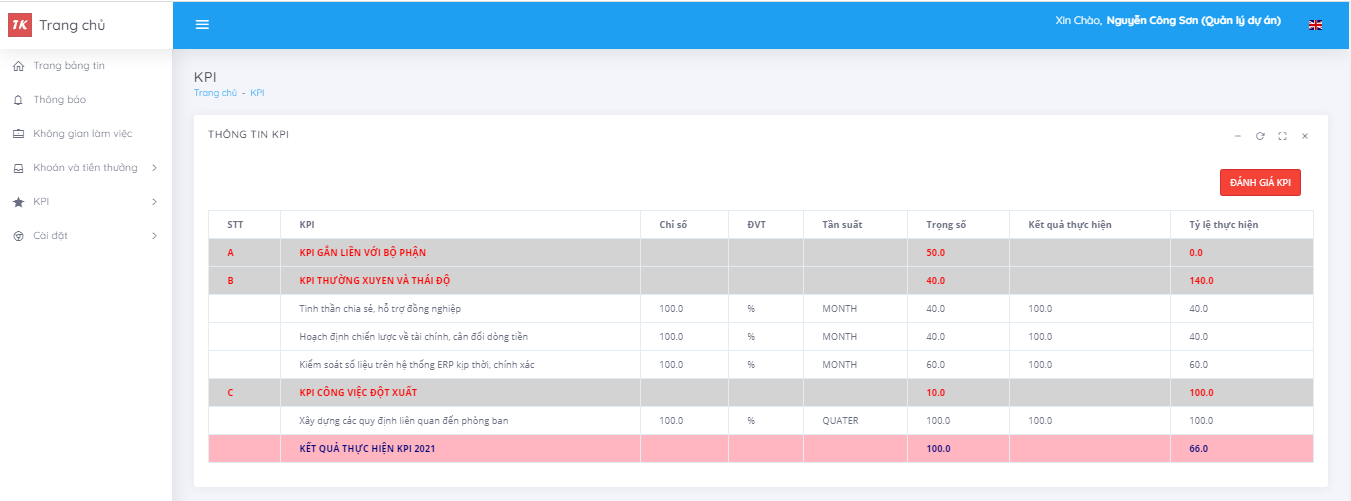 TK Trang chủ
Xin Chào, Nguyễn Công Sơn (Quản lý dự án)
Trang bảng tin
Thông báo
Không gian làm việc
Khoán và tiền thưởng
KPI
Cài đặt
KPI
Trang chủ - KPI
THÔNG TIN KPI
ĐÁNH GIÁ KPI
STT KPI Chỉ số ĐVT Tần suất Trọng số Kết quả thực hiện Tỷ lệ thực hiện
A KPI GẮN LIỀN VỚI BỘ PHẬN 50.0 0.0
B KPI THƯỜNG XUYEN VÀ THÁI ĐỘ 40.0 140.0
Tinh thần chia sẻ, hỗ trợ đồng nghiệp 100.0 % MONTH 40.0 100.0 40.0
Hoạch định chiến lược về tài chính, cân đối dòng tiền 100.0 % MONTH 40.0 100.0 40.0
Kiểm soát số liệu trên hệ thống ERP kịp thời, chính xác 100.0 % MONTH 60.0 100.0 60.0
C KPI CÔNG VIỆC ĐỘT XUẤT 10.0 100.0
Xây dựng các quy định liên quan đến phòng ban 100.0 % QUATER 100.0 100.0 100.0
KẾT QUẢ THỰC HIỆN KPI 2021 100.0 66.0